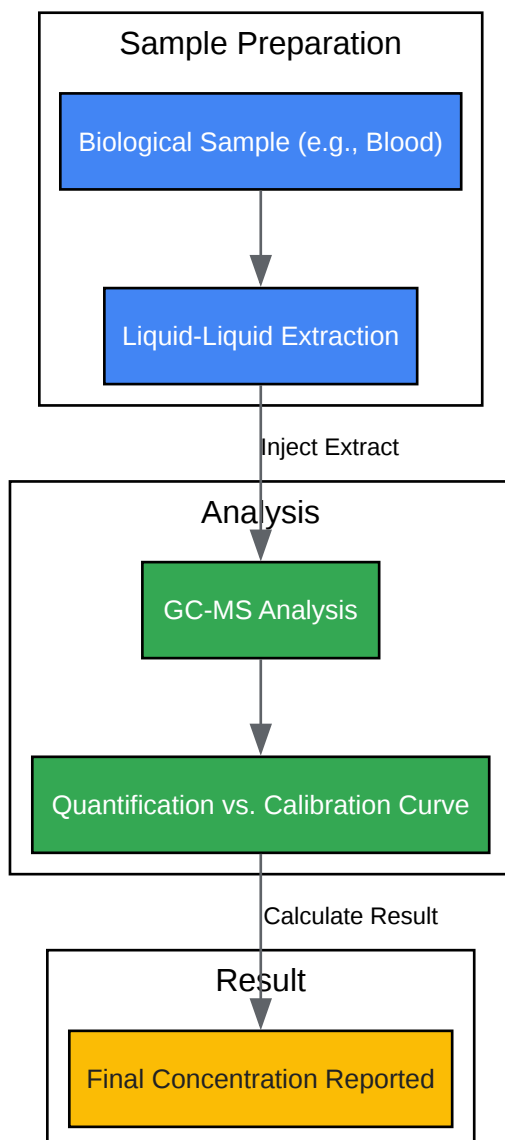 Sample Preparation
Biological Sample (e.g., Blood)
Liquid-Liquid Extraction
Inject Extract
Analysis
GC-MS Analysis
Quantification vs. Calibration Curve
Calculate Result
Result
Final Concentration Reported